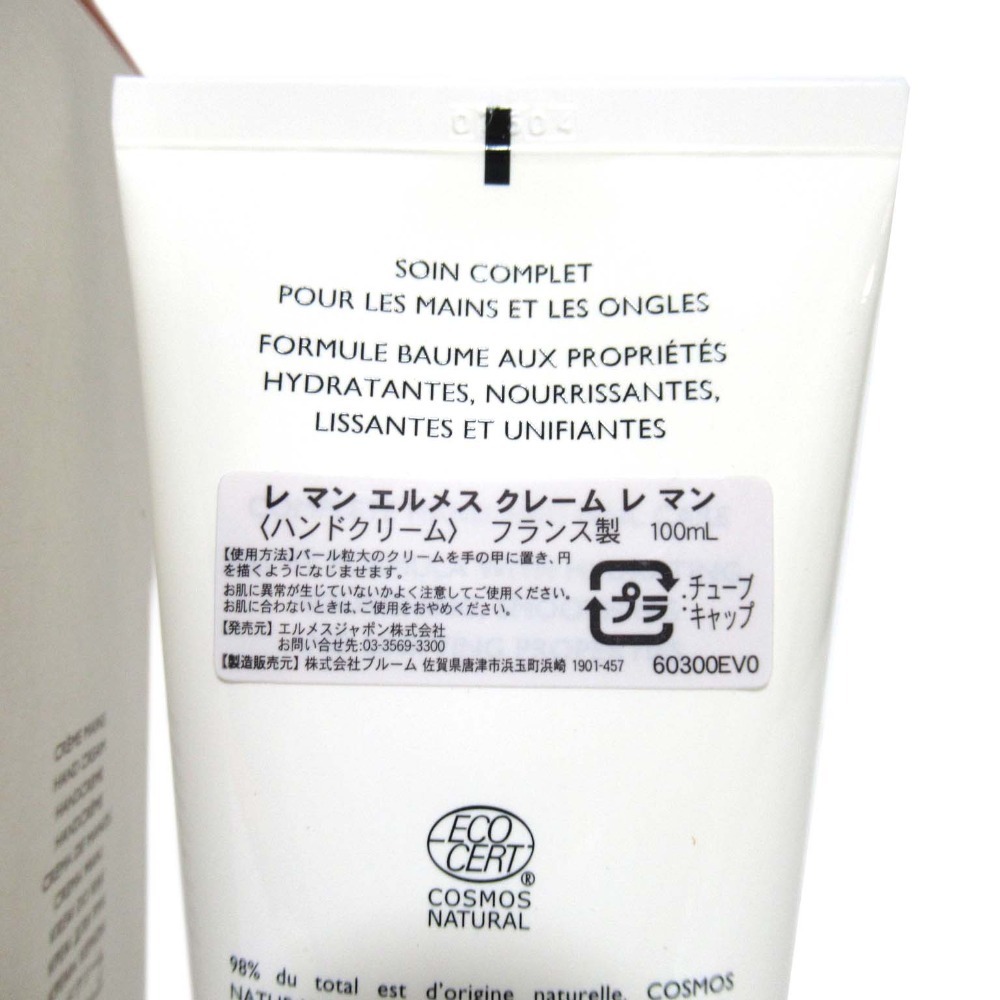 SOIN COMPLET
POUR LES MAINS ET LES ONGLES
FORMULE BAUME AUX PROPRIÉTÉS
HYDRATANTES, NOURRISSANTES,
LISSANTES ET UNIFIANTES
レ マン エルメス クレーム レ マン
〈ハンドクリーム〉 フランス製 100mL
【使用方法】パール粒大のクリームを手の甲に置き、円
を描くようになじませます。
お肌に異常が生じていないかよく注意してご使用ください。
お肌に合わないときは、ご使用をおやめください。
【発売元】エルメスジャポン株式会社
お問い合せ先:03-3569-3300
【製造販売元】株式会社ブルーム 佐賀県唐津市浜玉町浜崎 1901-457
プラ
:チューブ
:キャップ
60300EV0
ECO
CERT
®
COSMOS
NATURAL
98% du total est d'origine naturelle. COSMOS
CRÈME MAINS
HAND CREAM
HANDCREME